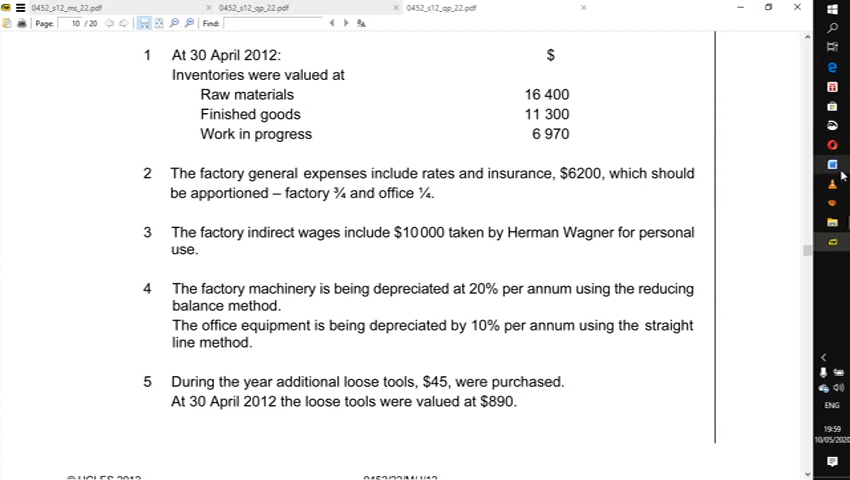 0452_s12_ms_22.pdf
0452_s12_qp_22.pdf
0452_s12_qp_22.pdf
Page: 10 / 20 Find:
1 At 30 April 2012: $
Inventories were valued at
Raw materials 16 400
Finished goods 11 300
Work in progress 6 970
2 The factory general expenses include rates and insurance, $6200, which should
be apportioned – factory ¾ and office ¼.
3 The factory indirect wages include $10 000 taken by Herman Wagner for personal
use.
4 The factory machinery is being depreciated at 20% per annum using the reducing
balance method.
The office equipment is being depreciated by 10% per annum using the straight
line method.
5 During the year additional loose tools, $45, were purchased.
At 30 April 2012 the loose tools were valued at $890.
ENG
19:59
10/05/2020